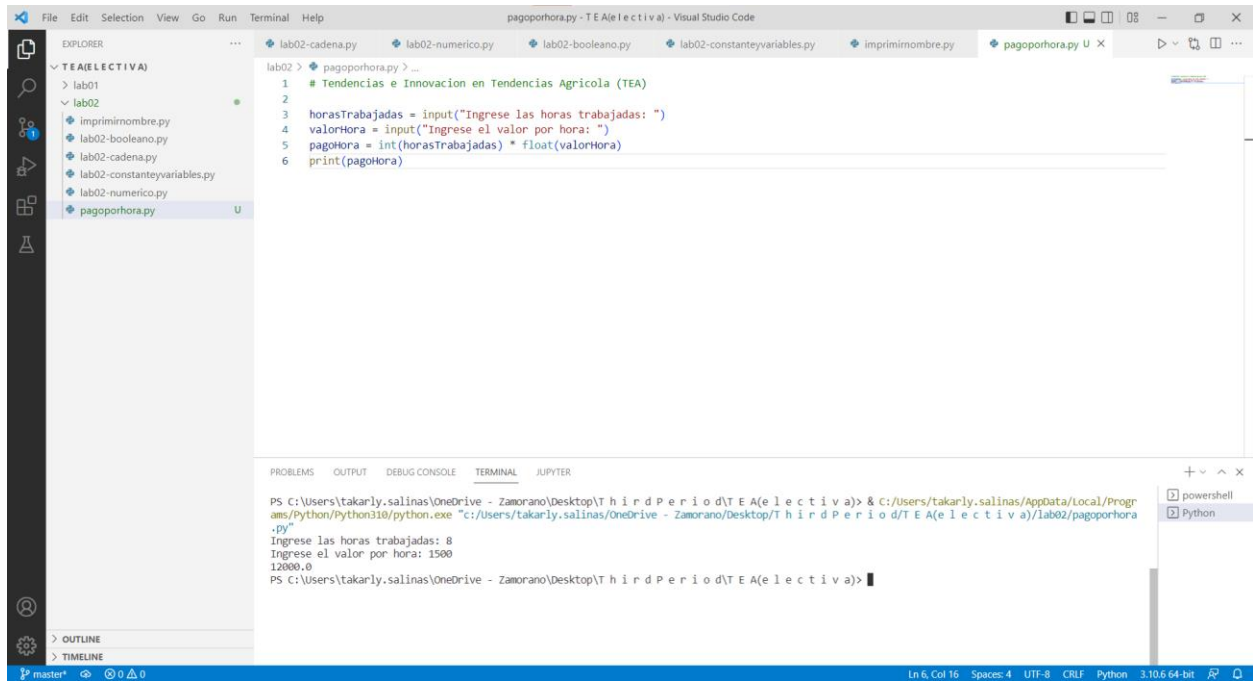 File Edit Selection View Go Run Terminal Help
pagoporhora.py - T E A(e l e c t i v a) - Visual Studio Code
EXPLORER
lab02-cadena.py
lab02-numerico.py
lab02-booleano.py
lab02-constanteyvariables.py
imprimirnombre.py
pagoporhora.py U
T E A(E L E C T I V A)
lab01
lab02
imprimirnombre.py
lab02-booleano.py
lab02-cadena.py
lab02-constanteyvariables.py
lab02-numerico.py
pagoporhora.py U
1
lab02 > pagoporhora.py > ...
1 # Tendencias e Innovacion en Tendencias Agricola (TEA)
2
3 horasTrabajadas = input("Ingrese las horas trabajadas: ")
4 valorHora = input("Ingrese el valor por hora: ")
5 pagoHora = int(horasTrabajadas) * float(valorHora)
6 print(pagoHora)
PROBLEMS OUTPUT DEBUG CONSOLE TERMINAL JUPYTER
PS C:\Users\takarly.salinas\OneDrive - Zamorano\Desktop\T h i r d P e r i o d\T E A(e l e c t i v a)> & C:/Users/takarly.salinas/AppData/Local/Progr
ams/Python/Python310/python.exe "c:/Users/takarly.salinas/OneDrive - Zamorano/Desktop/T h i r d P e r i o d/T E A(e l e c t i v a)/lab02/pagoporhora
.py"
Ingrese las horas trabajadas: 8
Ingrese el valor por hora: 1500
12000.0
PS C:\Users\takarly.salinas\OneDrive - Zamorano\Desktop\T h i r d P e r i o d\T E A(e l e c t i v a)>
powershell
Python
OUTLINE
TIMELINE
master* 0 0 Ln 6, Col 16 Spaces: 4 UTF-8 CRLF Python 3.10.6 64-bit